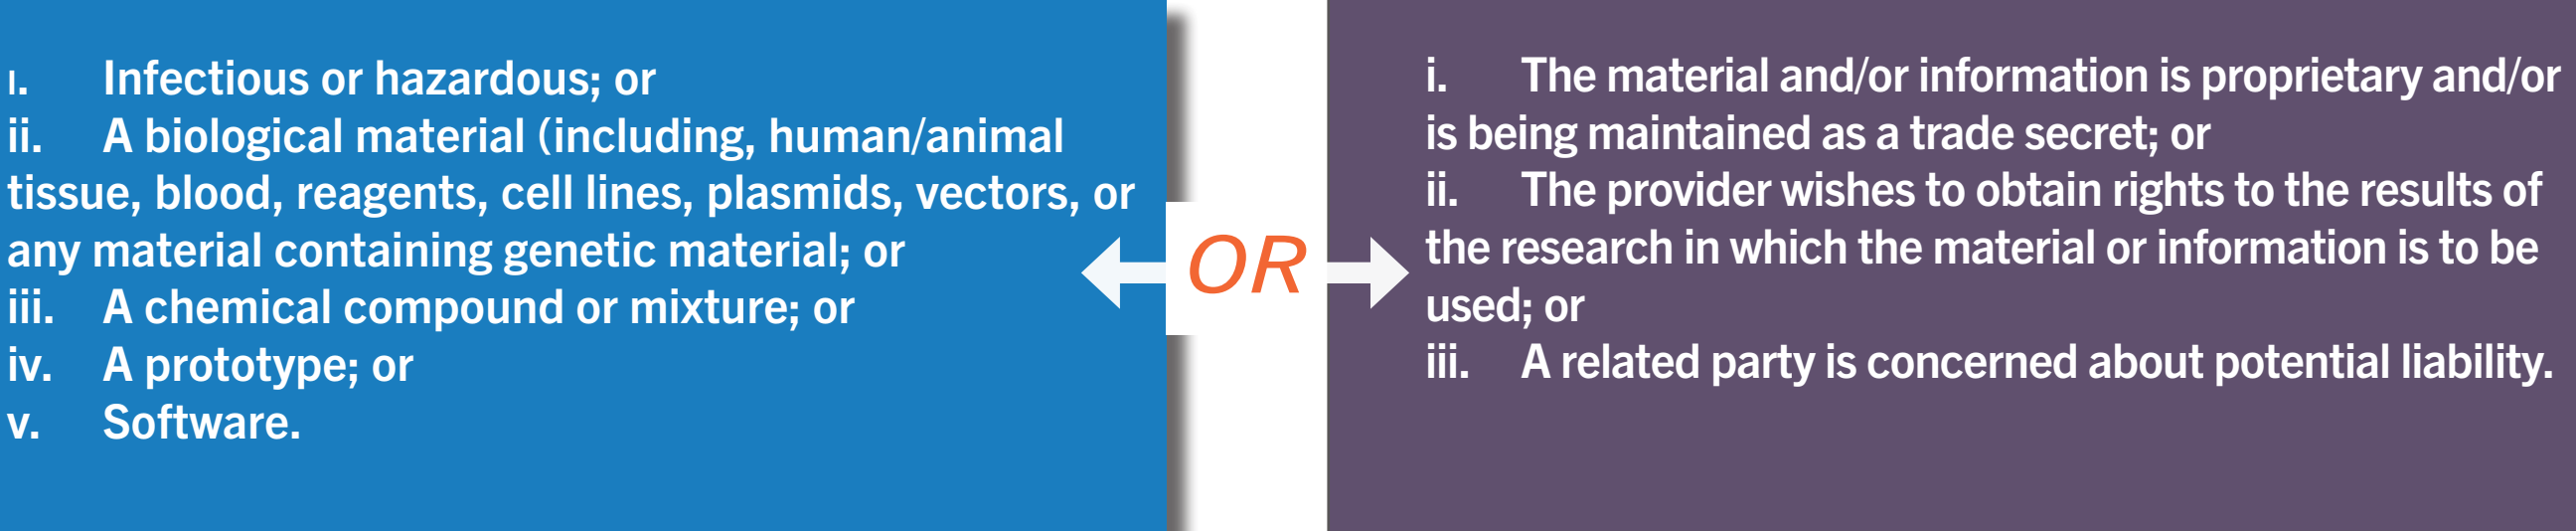 I. Infectious or hazardous; or
ii. A biological material (including, human/animal
tissue, blood, reagents, cell lines, plasmids, vectors, or
any material containing genetic material; or
iii. A chemical compound or mixture; or
iv. A prototype; or
v. Software.
OR
i. The material and/or information is proprietary and/or
is being maintained as a trade secret; or
ii. The provider wishes to obtain rights to the results of
the research in which the material or information is to be
used; or
iii. A related party is concerned about potential liability.